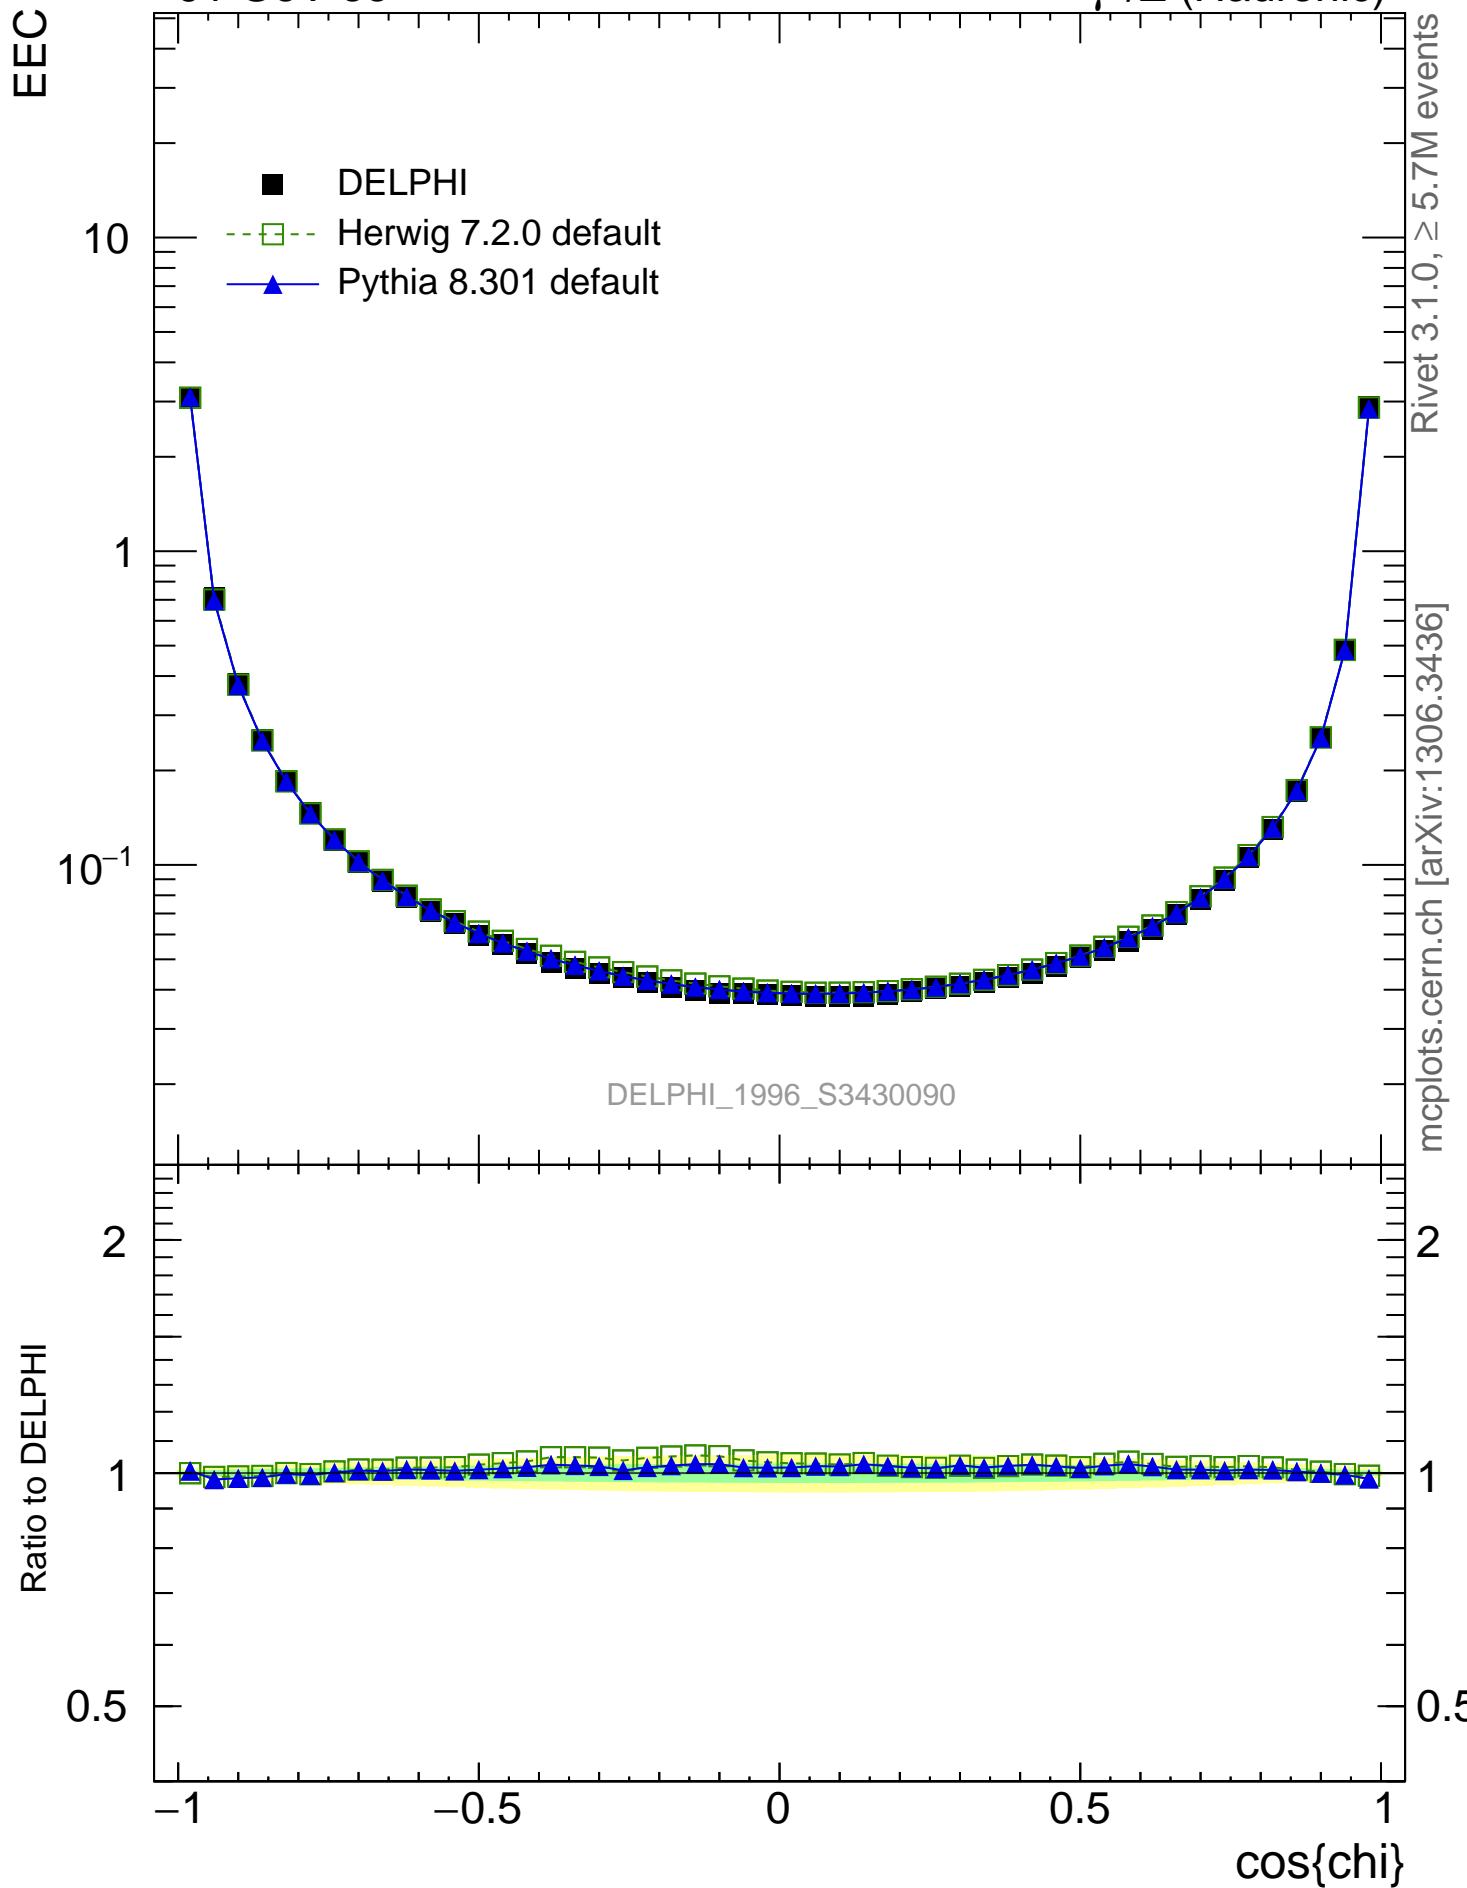 EEC
DELPHI
Herwig 7.2.0 default
Pythia 8.301 default
10
1
10⁻¹
DELPHI_1996_S3430090
Rivet 3.1.0, ≥ 5.7M events
mcplots.cern.ch [arXiv:1306.3436]
Ratio to DELPHI
2
1
0.5
2
1
0.5
−1
−0.5
0
0.5
1
cos{chi}